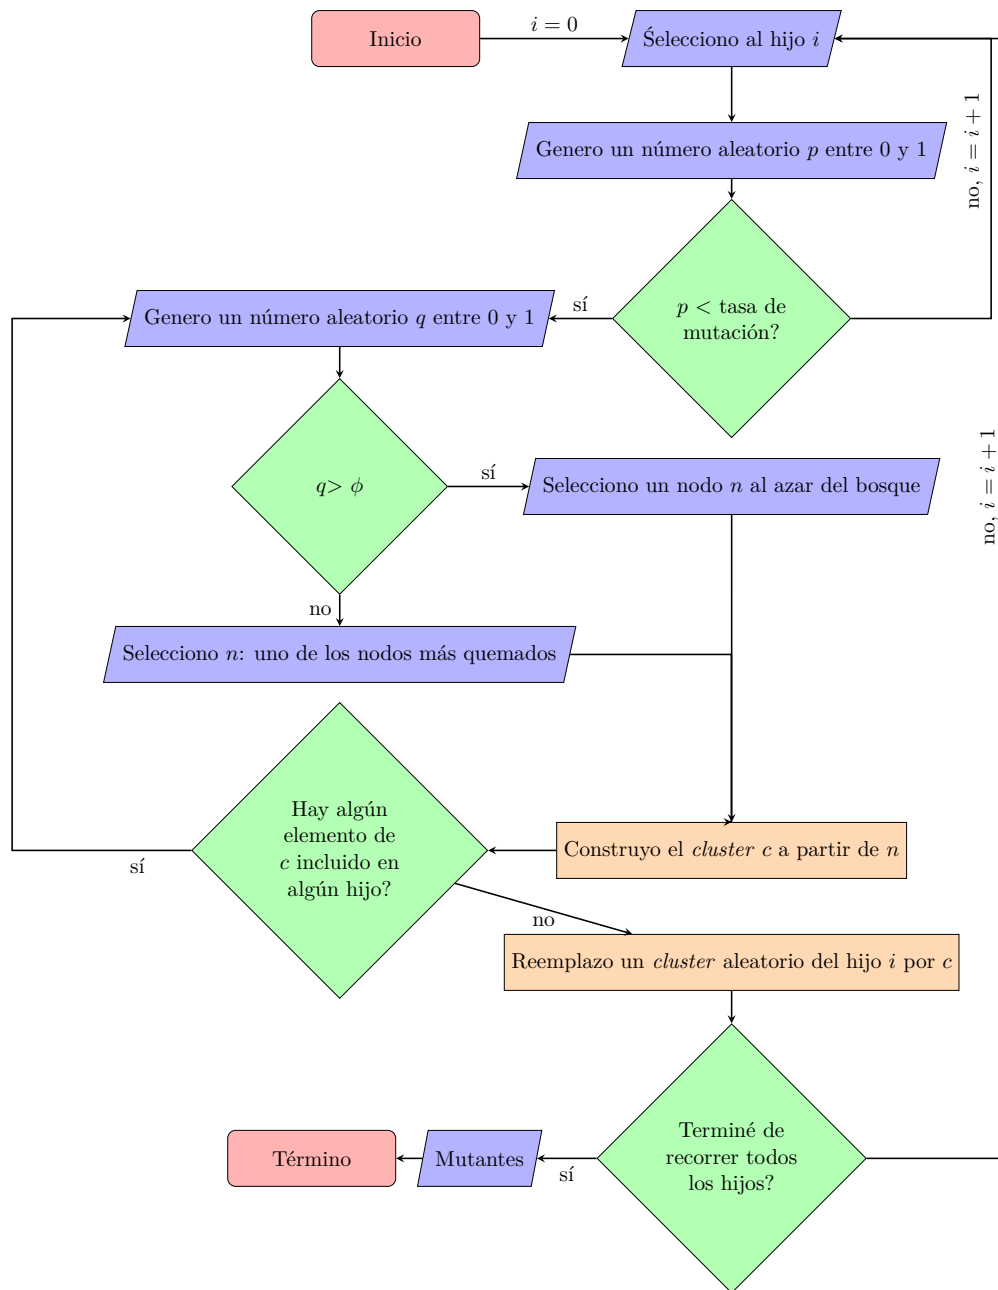 Inicio
i = 0
Śelecciono al hijo i
no, i = i + 1
Genero un número aleatorio p entre 0 y 1
p < tasa de
mutación?
sí
Genero un número aleatorio q entre 0 y 1
q> ϕ
sí
Selecciono un nodo n al azar del bosque
no, i = i + 1
no
Selecciono n: uno de los nodos más quemados
Hay algún
elemento de
c incluido en
algún hijo?
sí
Construyo el cluster c a partir de n
no
Reemplazo un cluster aleatorio del hijo i por c
Terminé de
recorrer todos
los hijos?
sí
Mutantes
Término